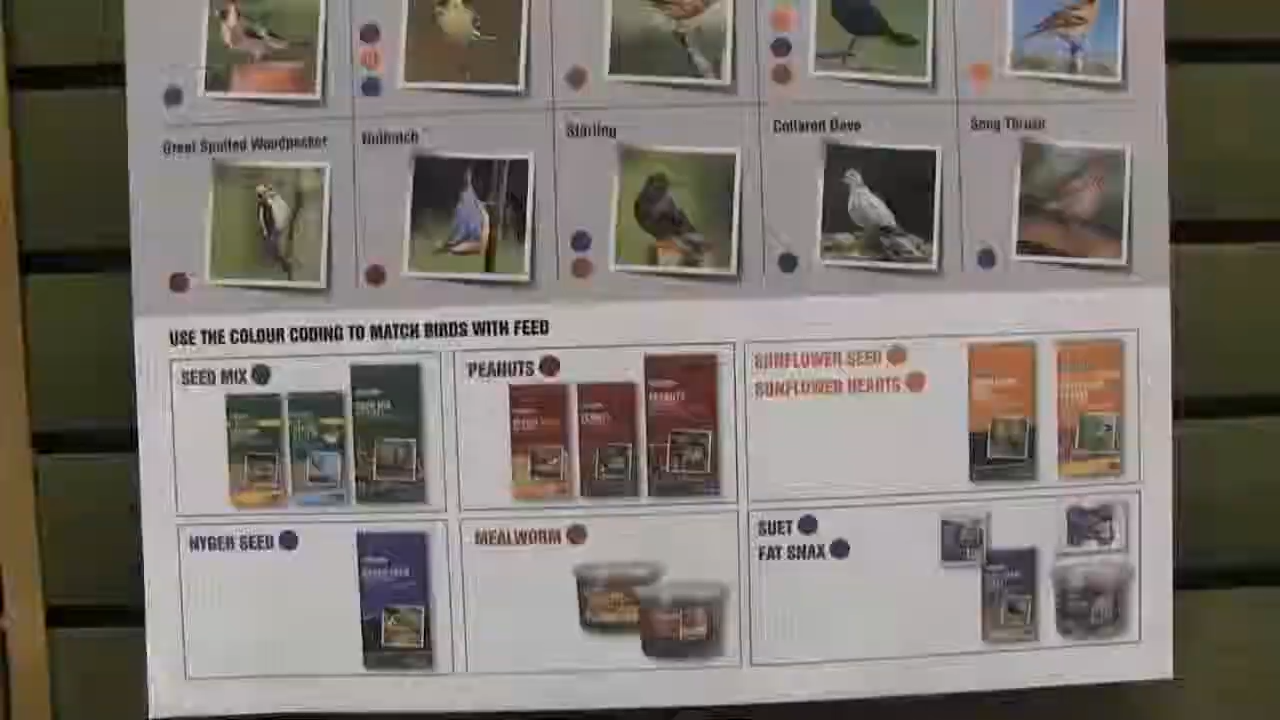 Great Spotted Woodpecker
Nuthatch
Starling
Collared Dove
Song Thrush
USE THE COLOUR CODING TO MATCH BIRDS WITH FEED
SEED MIX
PEANUTS
SUNFLOWER SEED
SUNFLOWER HEARTS
PEANUTS
NYGER SEED
MEALWORM
SUET
FAT SNAX